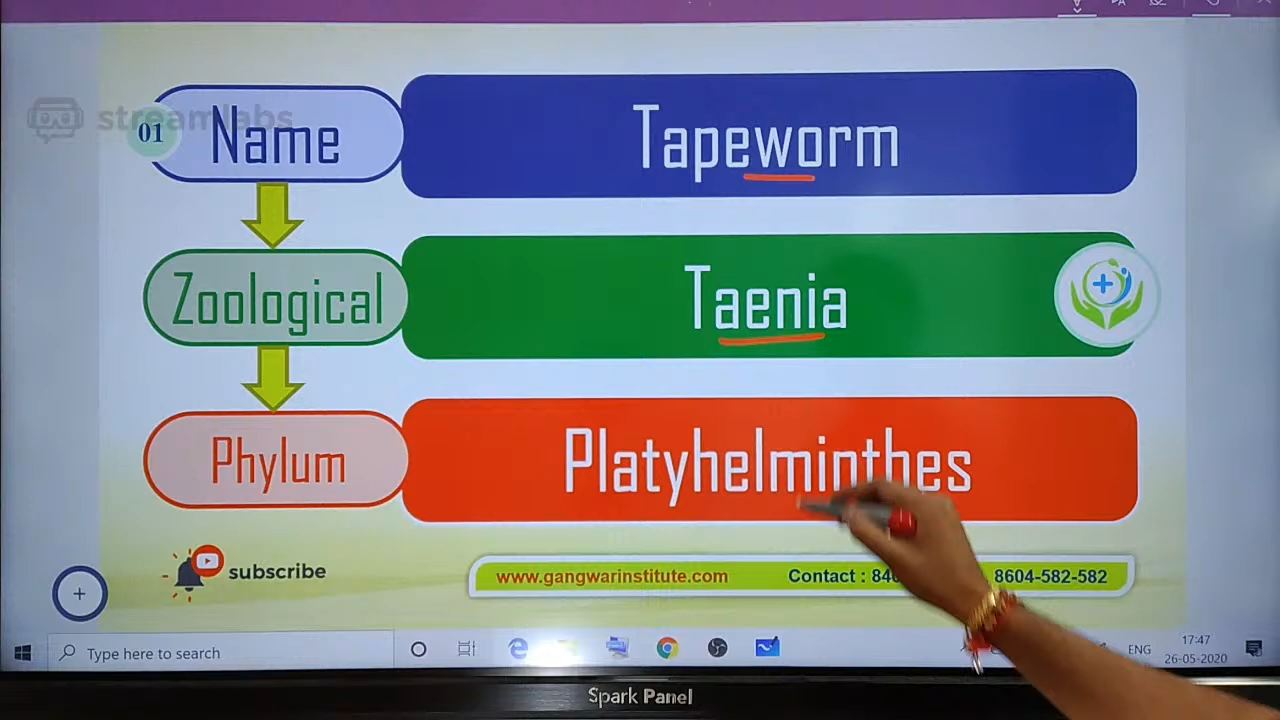 streamlabs
01 Name
Tapeworm
Zoological
Taenia
Phylum
Platyhelminthes
subscribe
www.gangwarinstitute.com
Contact : 8604-582-582
Type here to search
ENG
17:47
26-05-2020
Spark Panel